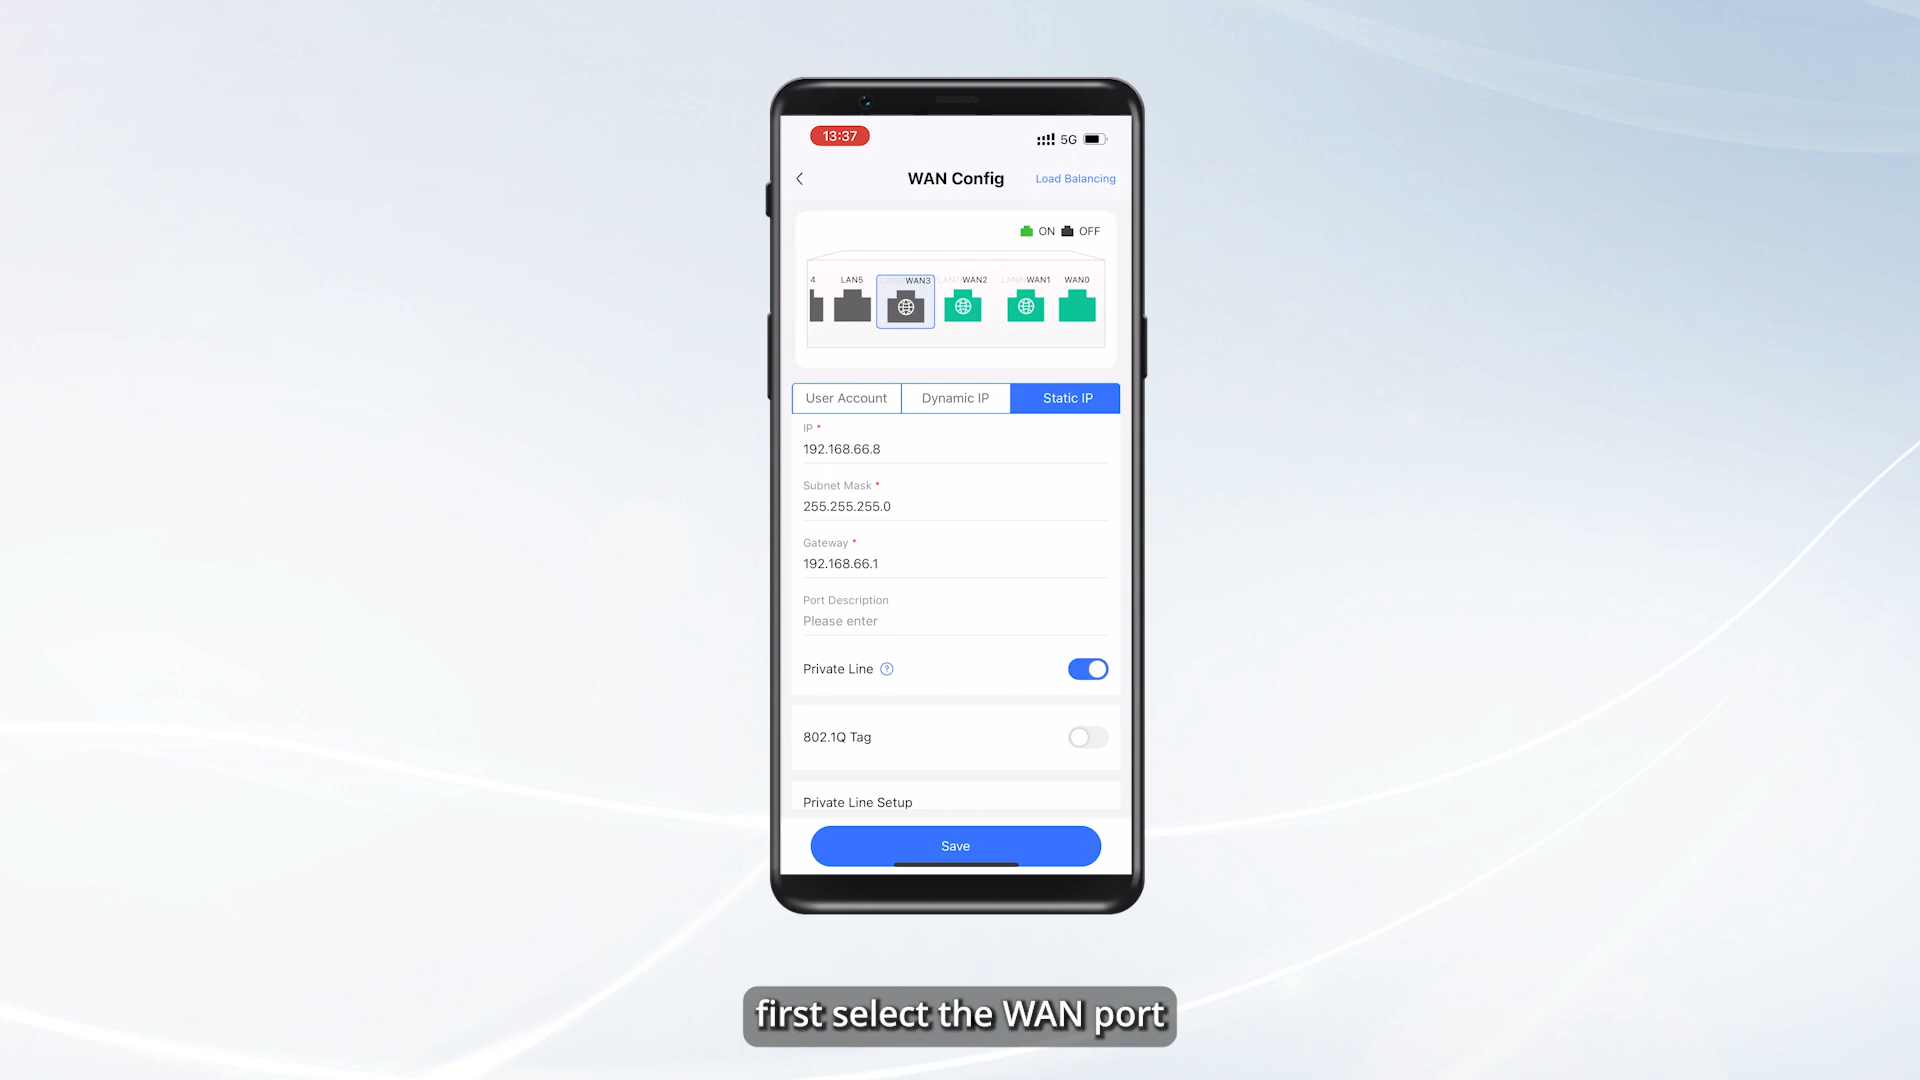 13:37
5G
WAN Config
Load Balancing
ON
OFF
4
LAN5
WAN3
LAN7/WAN2
LAN8/WAN1
WAN0
User Account
Dynamic IP
Static IP
IP *
192.168.66.8
Subnet Mask *
255.255.255.0
Gateway *
192.168.66.1
Port Description
Please enter
Private Line ?
802.1Q Tag
Private Line Setup
Save
first select the WAN port